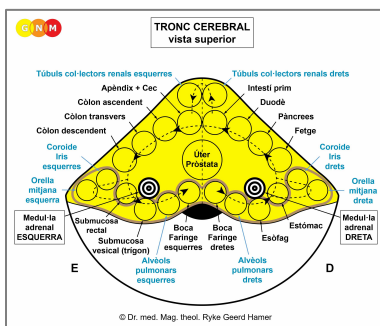 GNM
TRONC CEREBRAL
vista superior
Túbuls col·lectors renals esquerres
Túbuls col·lectors renals drets
Apèndix + Cec
Intestí prim
Còlon ascendent
Duodè
Còlon transvers
Pàncrees
Còlon descendent
Fetge
Coroide
Iris
esquerres
Coroide
Iris
drets
Úter
Pròstata
Orella
mitjana
esquerra
Orella
mitjana
dreta
Medul·la
adrenal
ESQUERRA
Submucosa
rectal
Submucosa
vesical (trígon)
Boca
Faringe
esquerres
Boca
Faringe
dretes
Esòfag
Estómac
Medul·la
adrenal
DRETA
Alvèols
pulmonars
esquerres
Alvèols
pulmonars
drets
E
D
© Dr. med. Mag. theol. Ryke Geerd Hamer